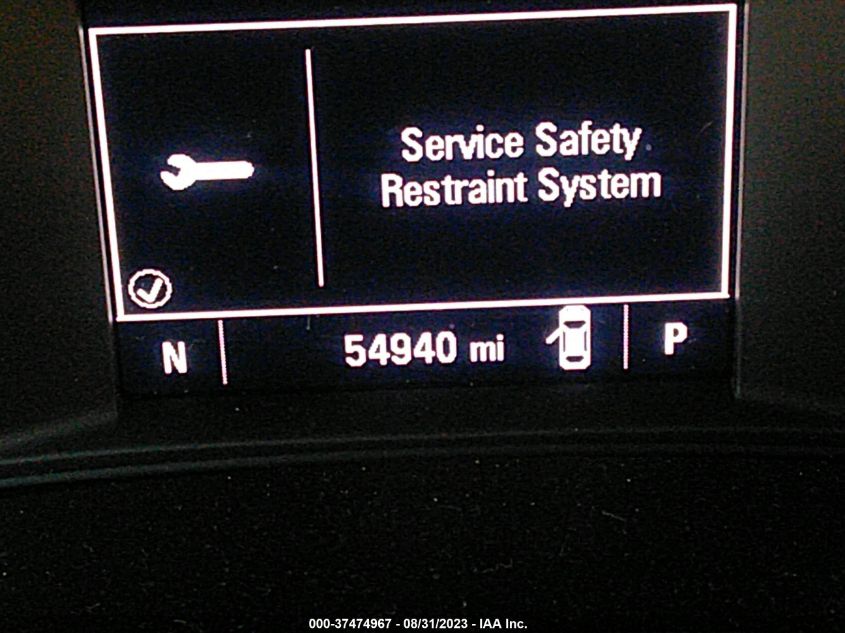 Service Safety
Restraint System
N 54940 mi P
000-37474967 - 08/31/2023 - IAA Inc.